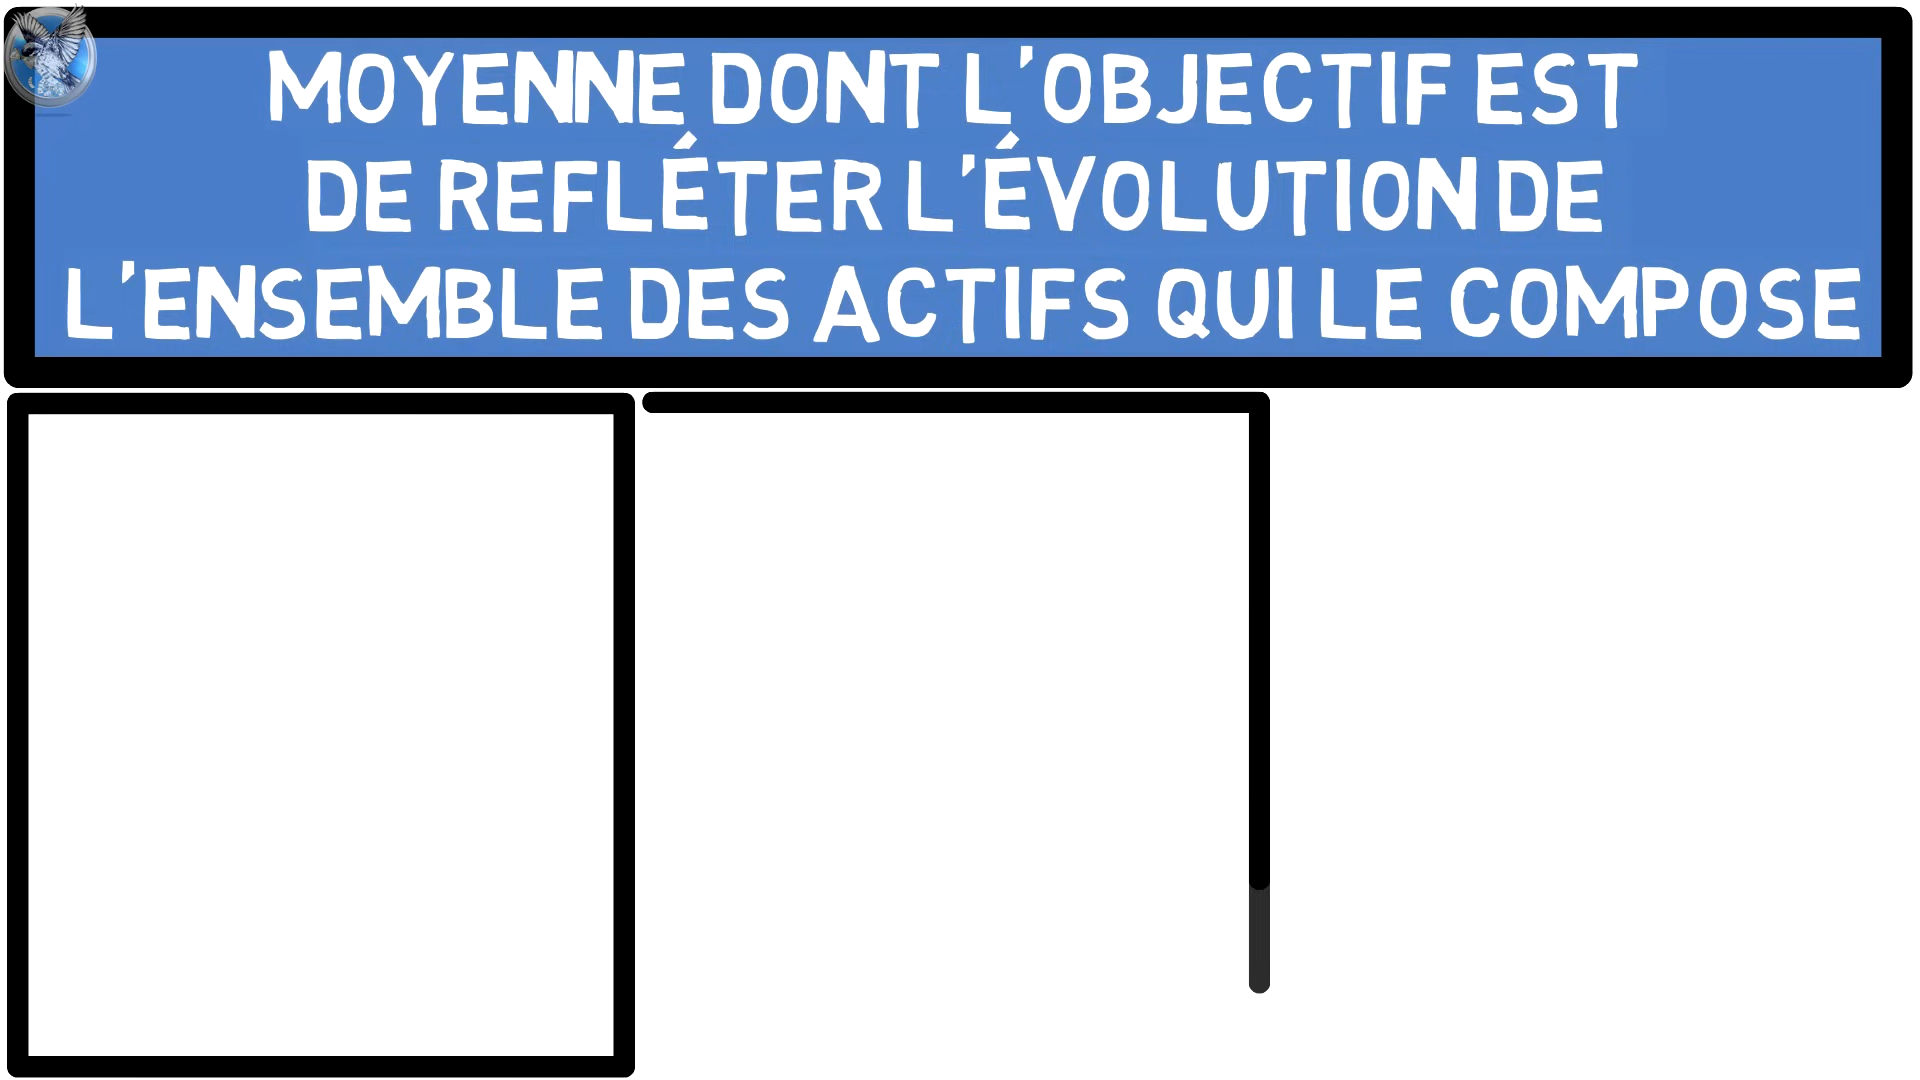 MOYENNE DONT L'OBJECTIF EST
DE REFLÉTER L'ÉVOLUTION DE
L'ENSEMBLE DES ACTIFS QUI LE COMPOSE